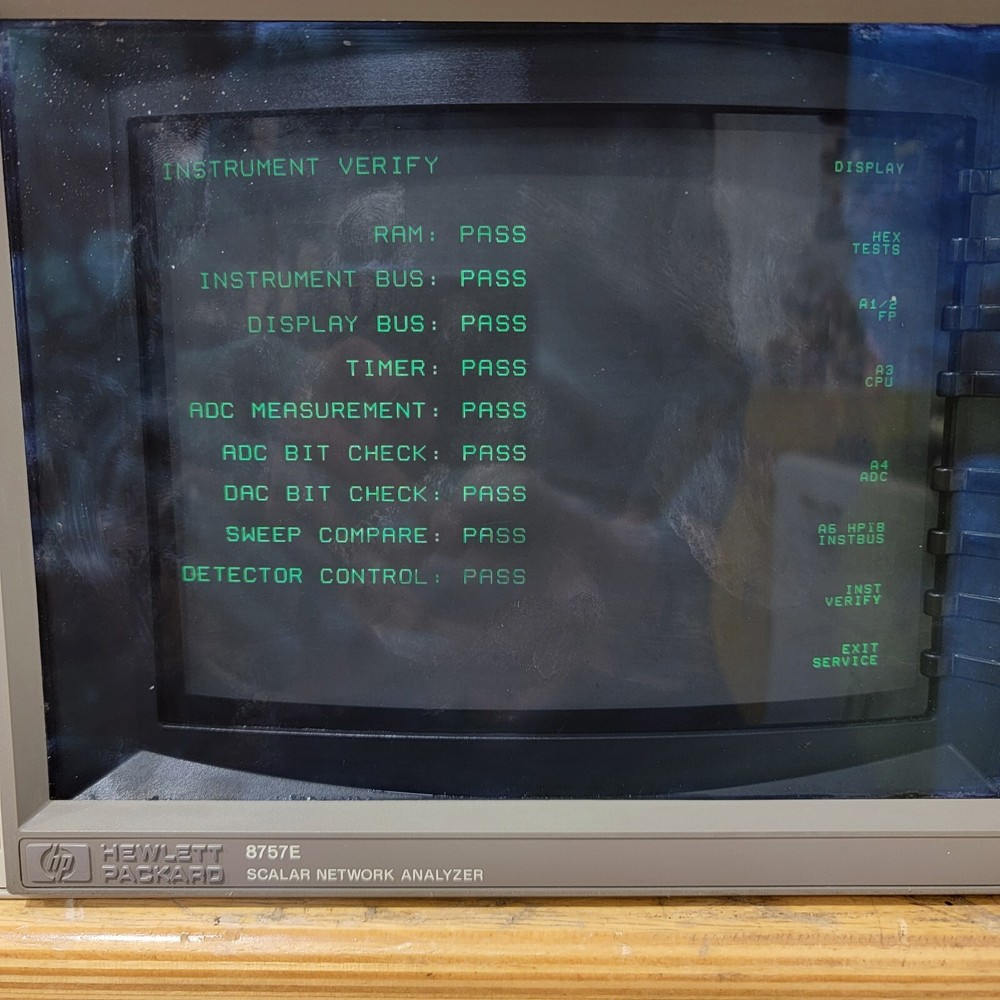 INSTRUMENT VERIFY
RAM: PASS
INSTRUMENT BUS: PASS
DISPLAY BUS: PASS
TIMER: PASS
ADC MEASUREMENT: PASS
ADC BIT CHECK: PASS
DAC BIT CHECK: PASS
SWEEP COMPARE: PASS
DETECTOR CONTROL: PASS
DISPLAY
HEX
TESTS
A1/2
FP
A3
CPU
A4
ADC
A6 HPIB
INSTBUS
INST
VERIFY
EXIT
SERVICE
hp
HEWLETT
PACKARD
8757E
SCALAR NETWORK ANALYZER